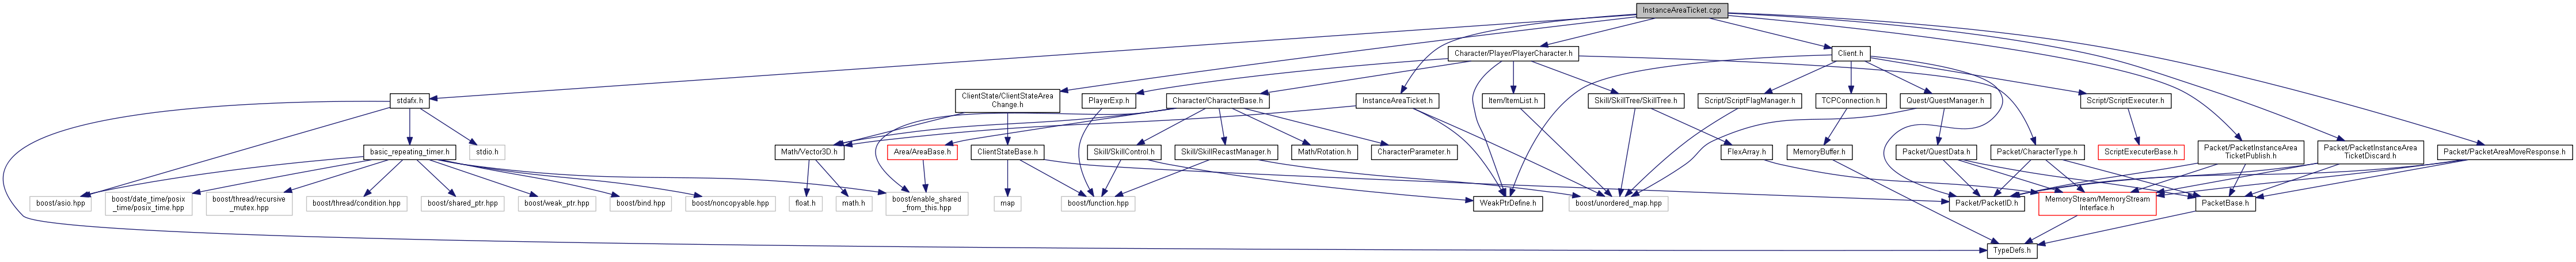 InstanceAreaTicket.cpp
Character/Player/PlayerCharacter.h
Client.h
stdafx.h
ClientState/ClientStateArea
Change.h
PlayerExp.h
Character/CharacterBase.h
InstanceAreaTicket.h
Item/ItemList.h
Skill/SkillTree/SkillTree.h
Script/ScriptFlagManager.h
TCPConnection.h
Quest/QuestManager.h
Script/ScriptExecuter.h
basic_repeating_timer.h
stdio.h
Math/Vector3D.h
Area/AreaBase.h
ClientStateBase.h
Skill/SkillControl.h
Skill/SkillRecastManager.h
Math/Rotation.h
CharacterParameter.h
FlexArray.h
MemoryBuffer.h
Packet/QuestData.h
Packet/CharacterType.h
ScriptExecuterBase.h
Packet/PacketInstanceArea
TicketPublish.h
Packet/PacketInstanceArea
TicketDiscard.h
Packet/PacketAreaMoveResponse.h
boost/asio.hpp
boost/date_time/posix
_time/posix_time.hpp
boost/thread/recursive
_mutex.hpp
boost/thread/condition.hpp
boost/shared_ptr.hpp
boost/weak_ptr.hpp
boost/bind.hpp
boost/noncopyable.hpp
float.h
math.h
boost/enable_shared
_from_this.hpp
map
boost/function.hpp
WeakPtrDefine.h
boost/unordered_map.hpp
Packet/PacketID.h
MemoryStream/MemoryStream
Interface.h
PacketBase.h
TypeDefs.h